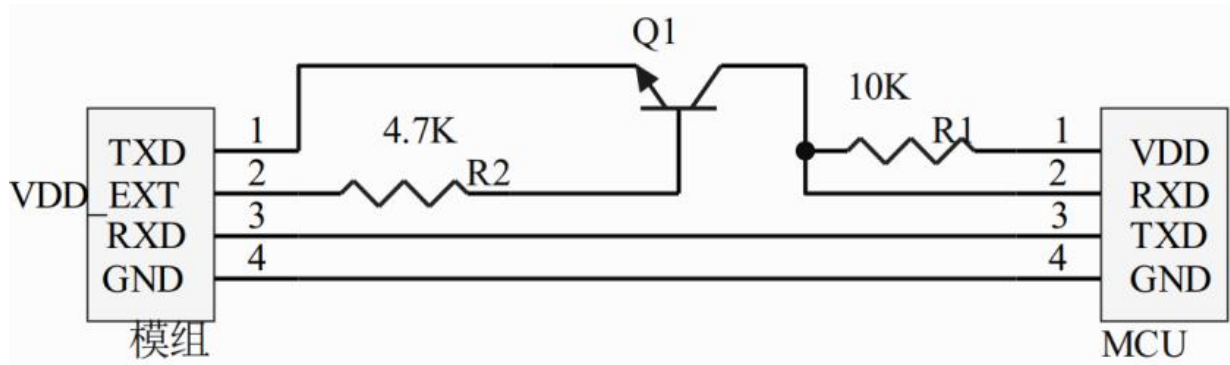 Q1
10K
4.7K
1
1
TXD
R1
VDD
2
2
VDD_EXT
R2
RXD
3
3
RXD
TXD
4
4
GND
GND
模组
MCU